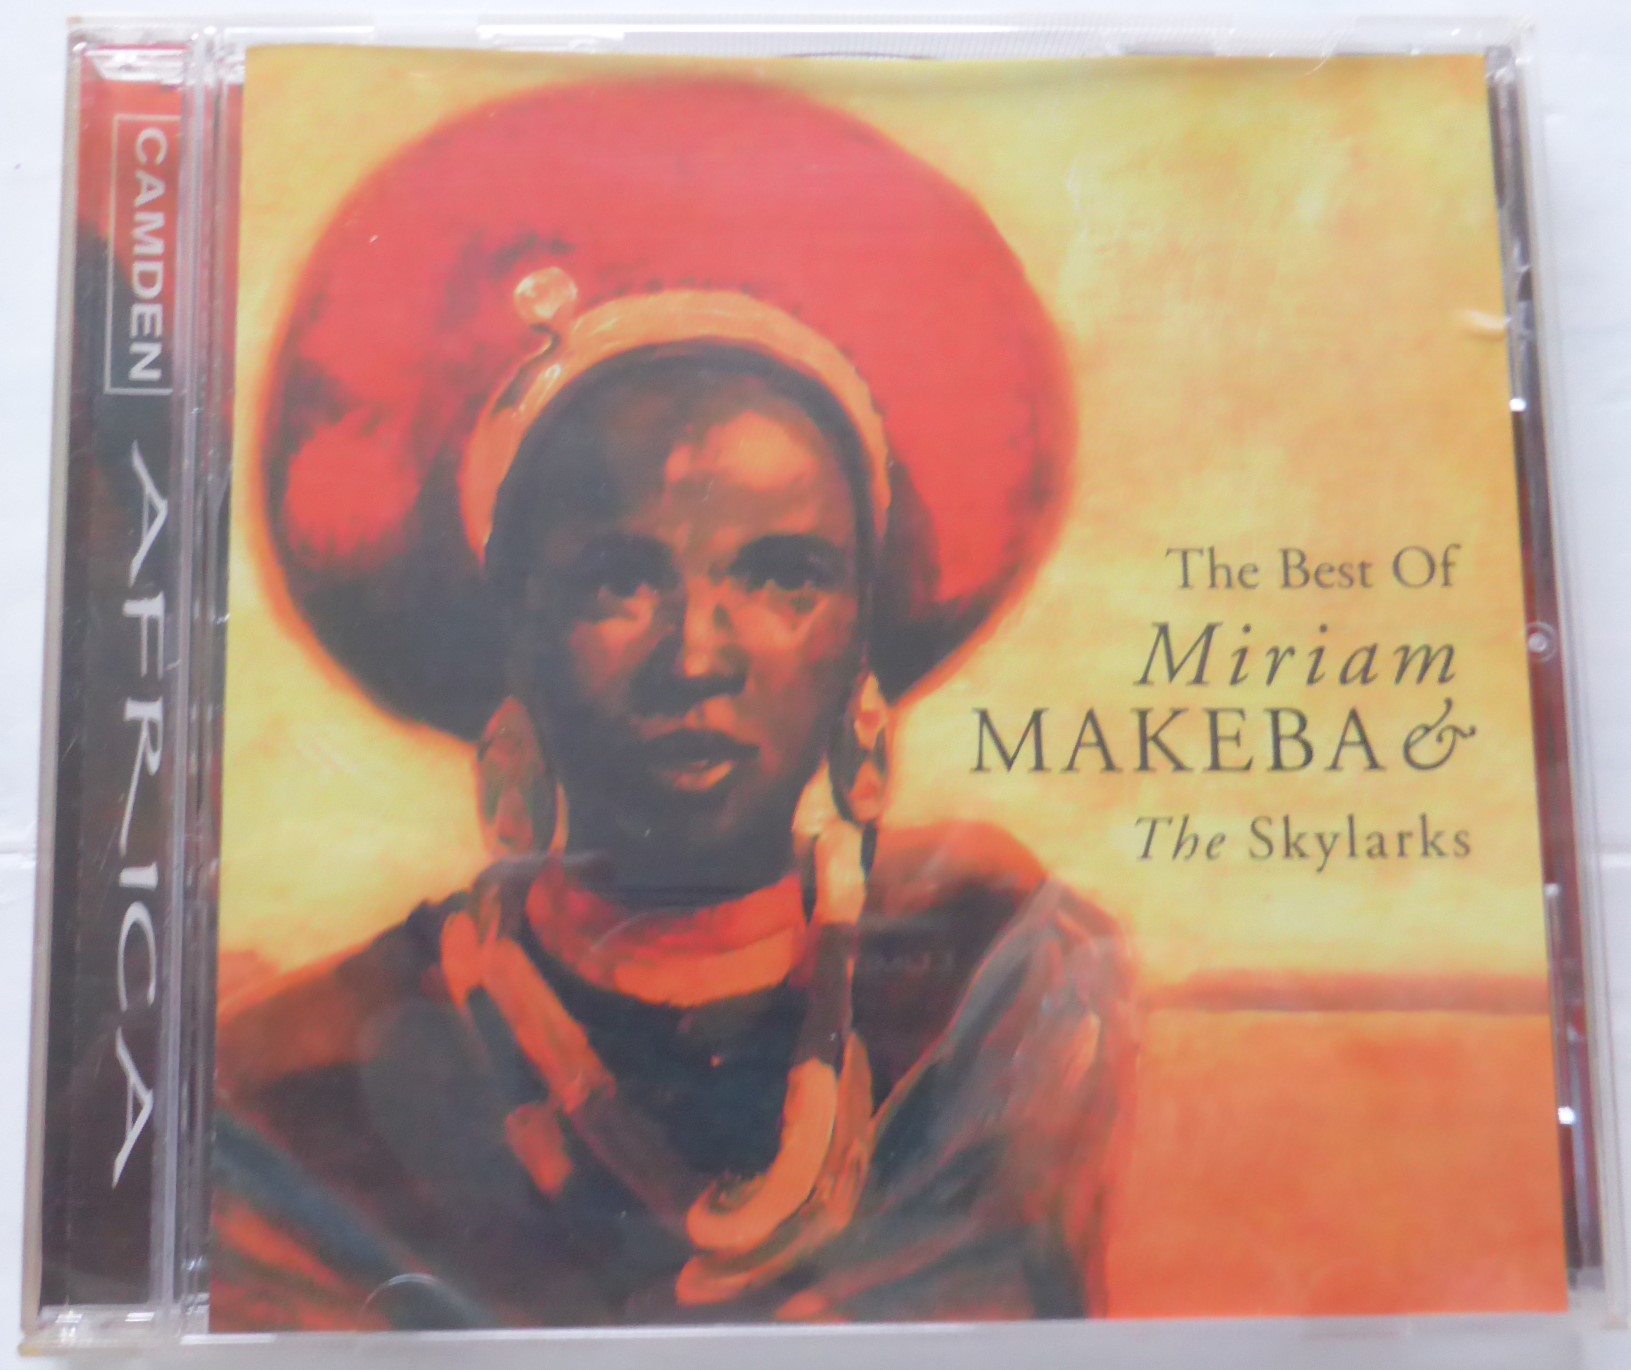 CAMDEN
AFRICA
The Best Of
Miriam
MAKEBA &
The Skylarks